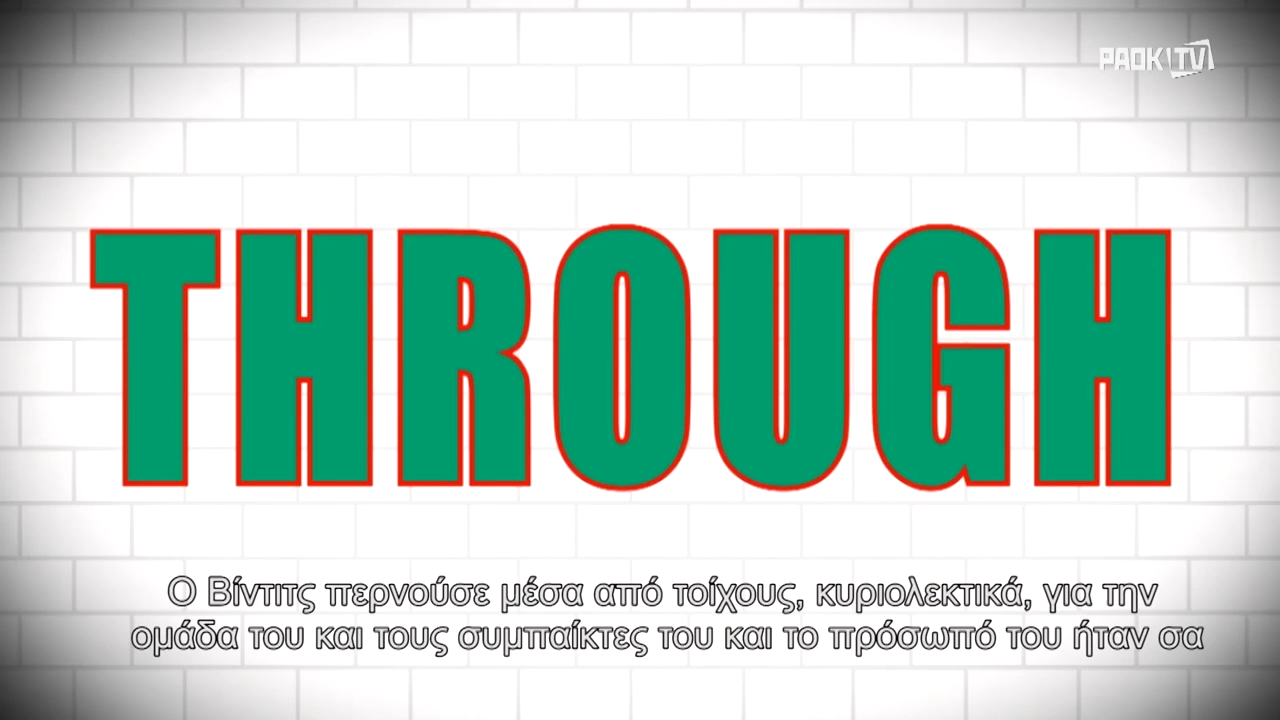 PAOK TV
THROUGH
Ο Βίντιτς περνούσε μέσα από τοίχους, κυριολεκτικά, για την
ομάδα του και τους συμπαίκτες του και το πρόσωπό του ήταν σα